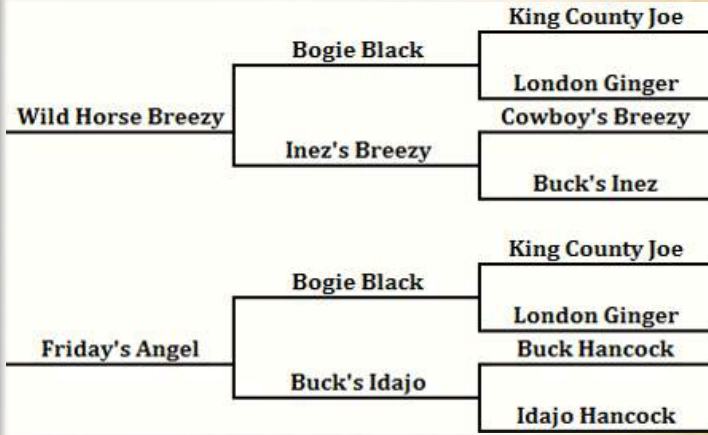 King County Joe
Bogie Black
London Ginger
Wild Horse Breezy
Cowboy's Breezy
Inez's Breezy
Buck's Inez
King County Joe
Bogie Black
London Ginger
Friday's Angel
Buck Hancock
Buck's Idajo
Idajo Hancock